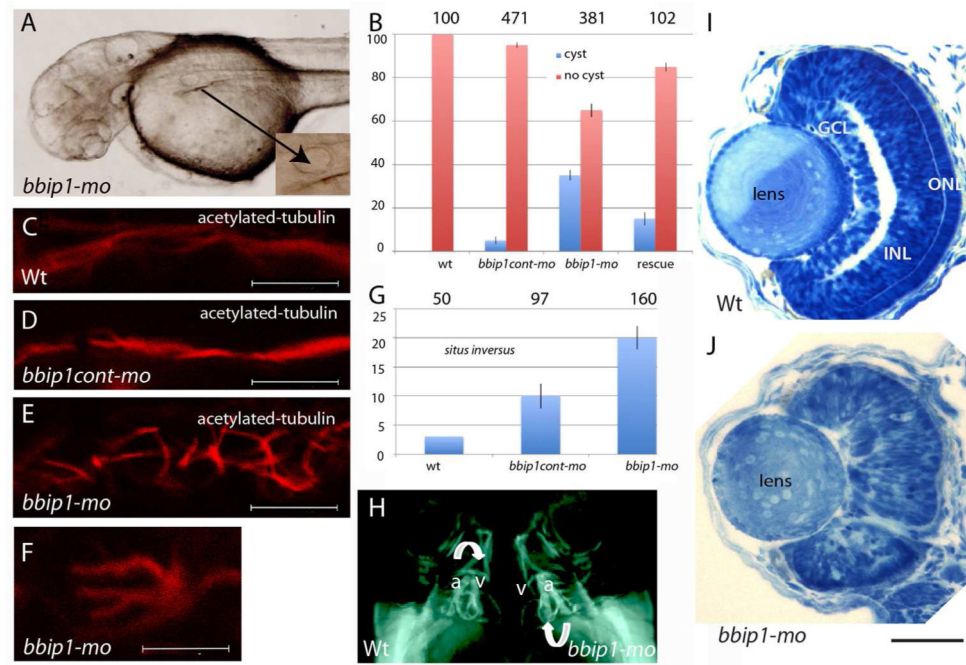 A
bbip1-mo
B
100 471 381 102
100
80
60
40
20
0
cyst
no cyst
wt bbip1cont-mo bbip1-mo rescue
C
acetylated-tubulin
Wt
D
acetylated-tubulin
bbip1cont-mo
E
acetylated-tubulin
bbip1-mo
F
bbip1-mo
G
50 97 160
25
20
15
10
5
0
situs inversus
wt bbip1cont-mo bbip1-mo
H
a v v a
Wt bbip1-mo
I
GCL
lens
ONL
INL
Wt
J
lens
bbip1-mo